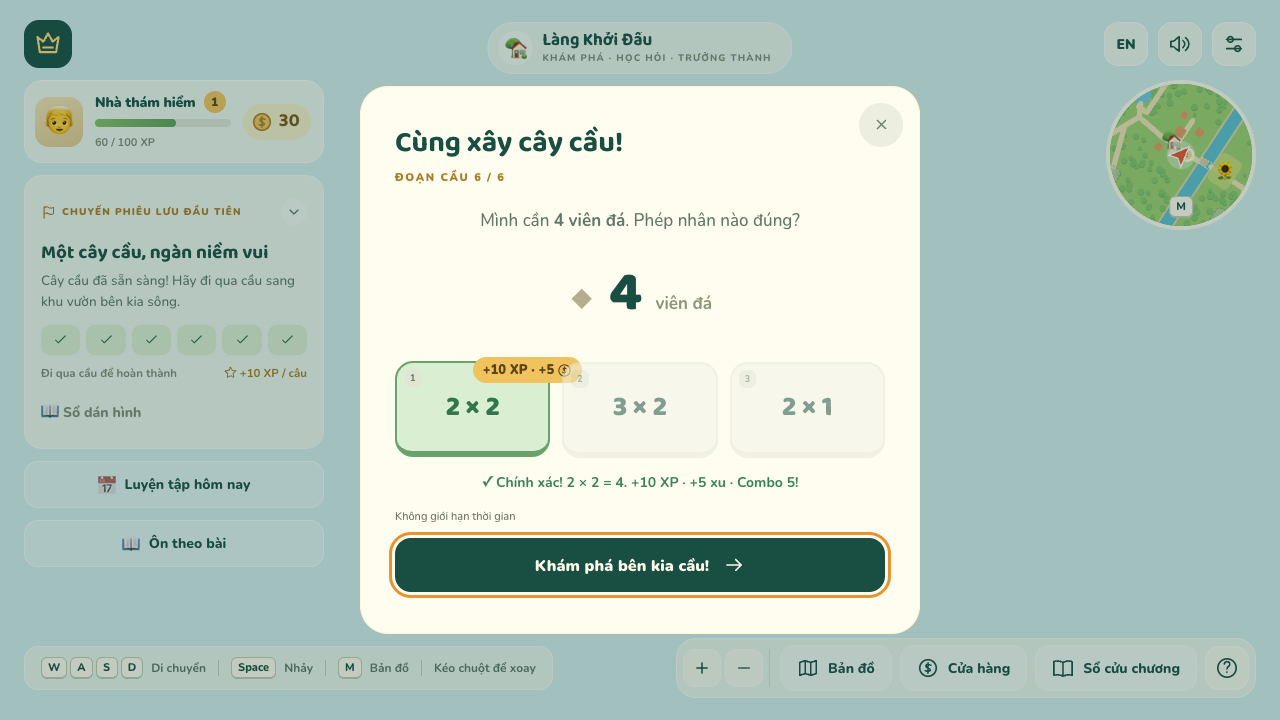 Làng Khởi Đầu
KHÁM PHÁ · HỌC HỎI · TRƯỞNG THÀNH
EN
Nhà thám hiểm 1
30
60 / 100 XP
CHUYẾN PHIÊU LƯU ĐẦU TIÊN
Một cây cầu, ngàn niềm vui
Cây cầu đã sẵn sàng! Hãy đi qua cầu sang
khu vườn bên kia sông.
Đi qua cầu để hoàn thành
+10 XP / câu
Sổ dán hình
Luyện tập hôm nay
Ôn theo bài
Cùng xây cây cầu!
ĐOẠN CẦU 6 / 6
Mình cần 4 viên đá. Phép nhân nào đúng?
4 viên đá
+10 XP · +5
1
2 × 2
2
3 × 2
3
2 × 1
✓ Chính xác! 2 × 2 = 4. +10 XP · +5 xu · Combo 5!
Không giới hạn thời gian
Khám phá bên kia cầu! →
M
W A S D Di chuyển
Space Nhảy
M Bản đồ
Kéo chuột để xoay
+ −
Bản đồ
Cửa hàng
Sổ cửu chương
?